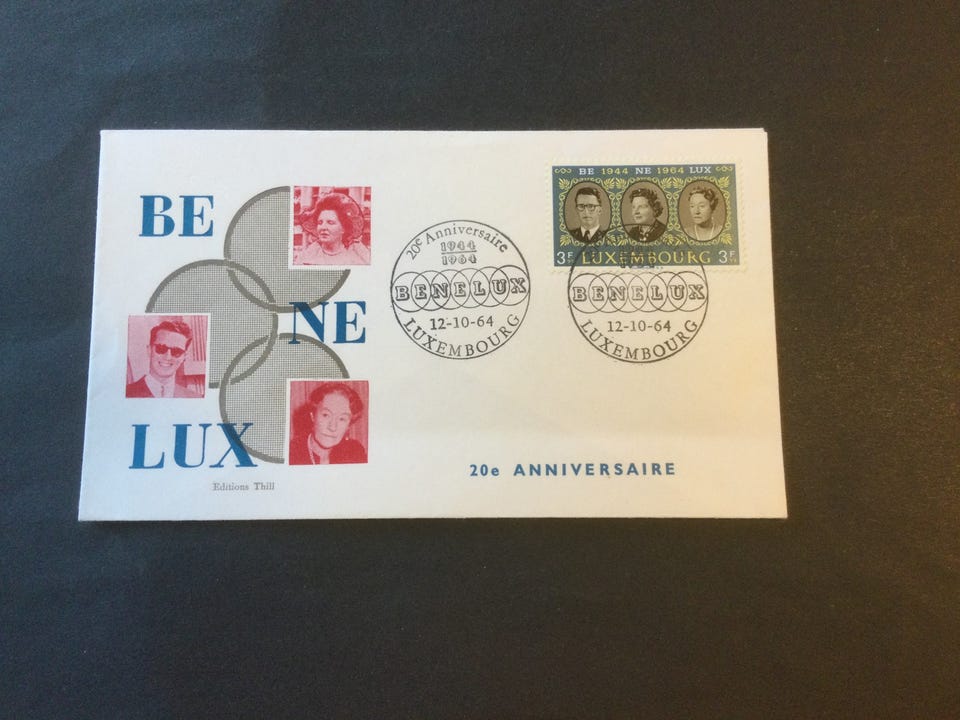 BE
NE
LUX
Editions Thill
20e Anniversaire
1944
1964
BENELUX
12-10-64
LUXEMBOURG
BE 1944 NE 1964 LUX
3F LUXEMBOURG 3F
BENELUX
12-10-64
LUXEMBOURG
20e ANNIVERSAIRE